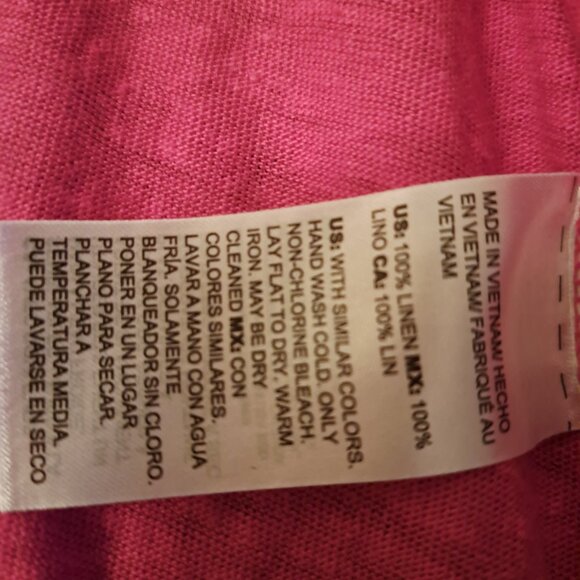 MADE IN VIETNAM/ HECHO
EN VIETNAM/ FABRIQUÉ AU
VIETNAM
US: 100% LINEN MX: 100%
LINO CA: 100% LIN
US: WITH SIMILAR COLORS.
HAND WASH COLD. ONLY
NON-CHLORINE BLEACH.
LAY FLAT TO DRY. WARM
IRON. MAY BE DRY
CLEANED MX: CON
COLORES SIMILARES.
LAVAR A MANO CON AGUA
FRÍA. SOLAMENTE.
BLANQUEADOR SIN CLORO.
PONER EN UN LUGAR
PLANO PARA SECAR.
PLANCHAR A
TEMPERATURA MEDIA.
PUEDE LAVARSE EN SECO